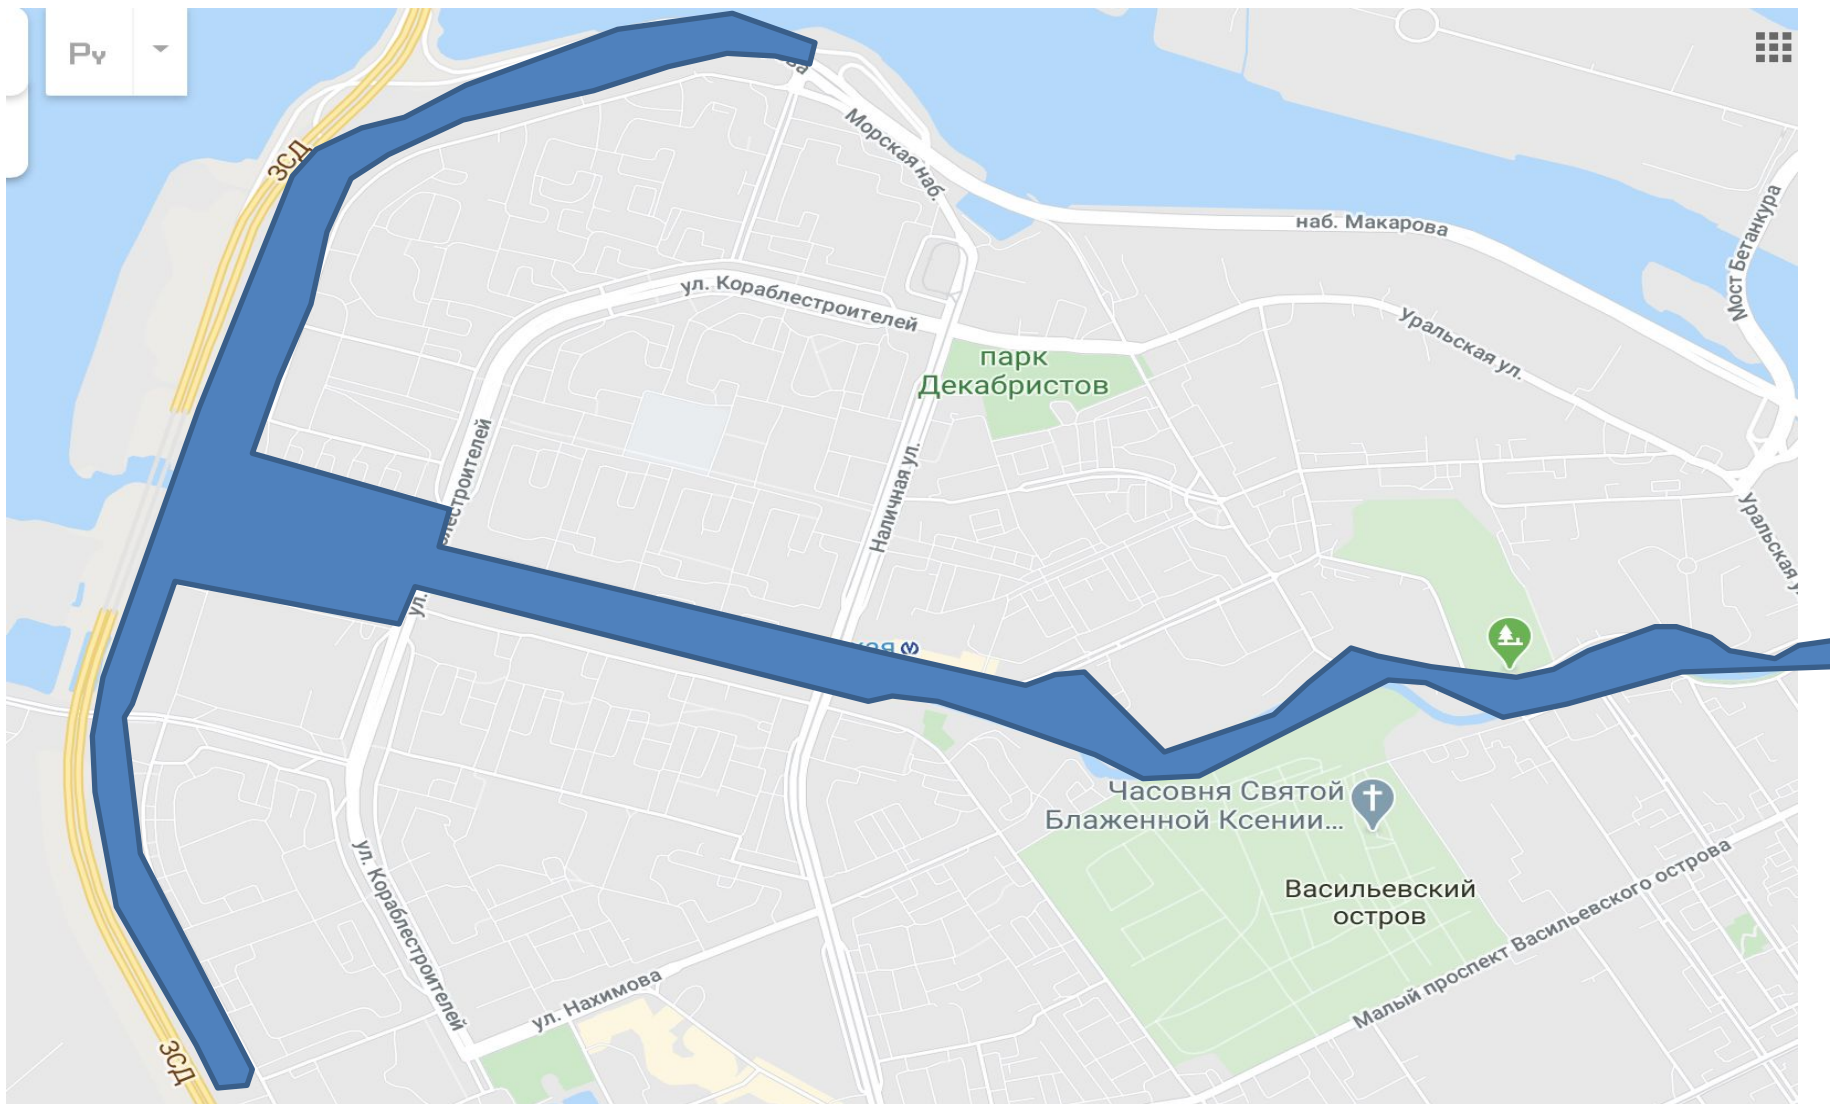 Ру
ЗСД
Морская наб.
наб. Макарова
Мост Бетанкура
ул. Кораблестроителей
Уральская ул.
парк
Декабристов
Наличная ул.
Уральская
ул.
Часовня Святой
Блаженной Ксении...
Васильевский
остров
Малый проспект Васильевского острова
ул. Кораблестроителей
ул. Нахимова
ЗСД